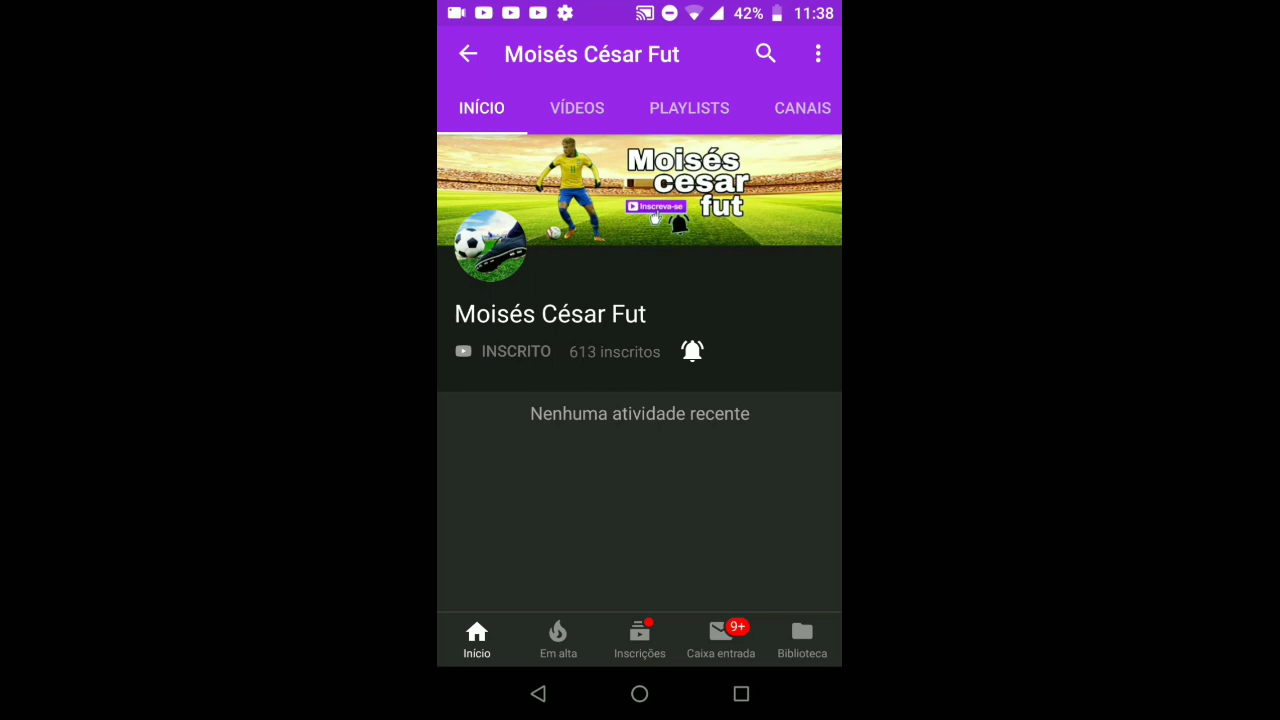 42% 11:38
Moisés César Fut
INÍCIO VÍDEOS PLAYLISTS CANAIS
Moisés
cesar
Inscreva-se fut
Moisés César Fut
INSCRITO 613 inscritos
Nenhuma atividade recente
9+
Início Em alta Inscrições Caixa entrada Biblioteca